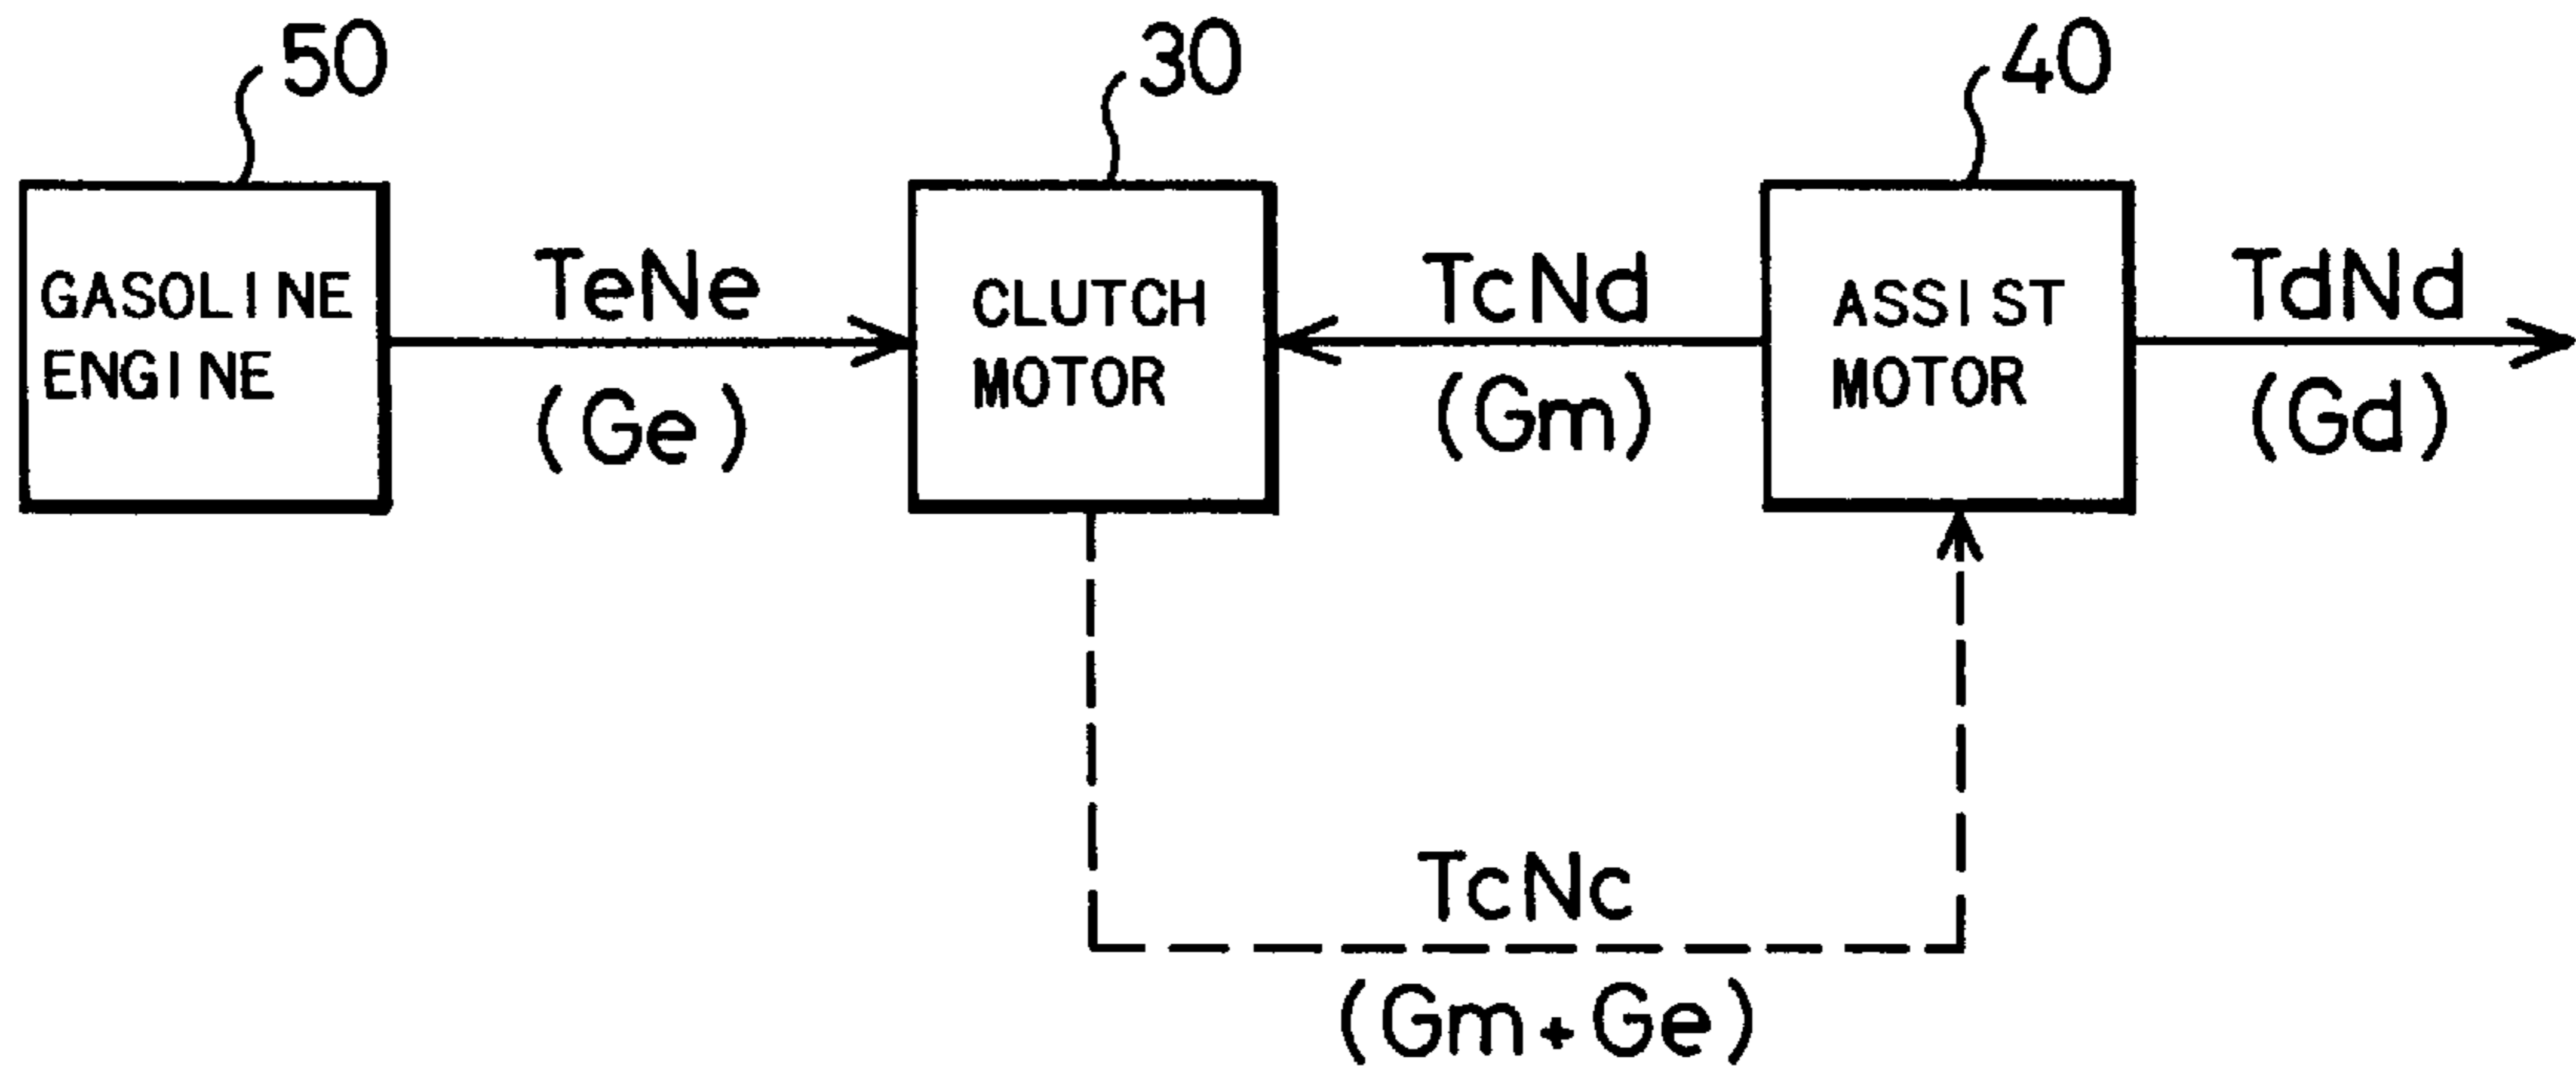 50
30
40
GASOLINE
ENGINE
TeNe
(Ge)
CLUTCH
MOTOR
TcNd
(Gm)
ASSIST
MOTOR
TdNd
(Gd)
TcNc
(Gm+Ge)